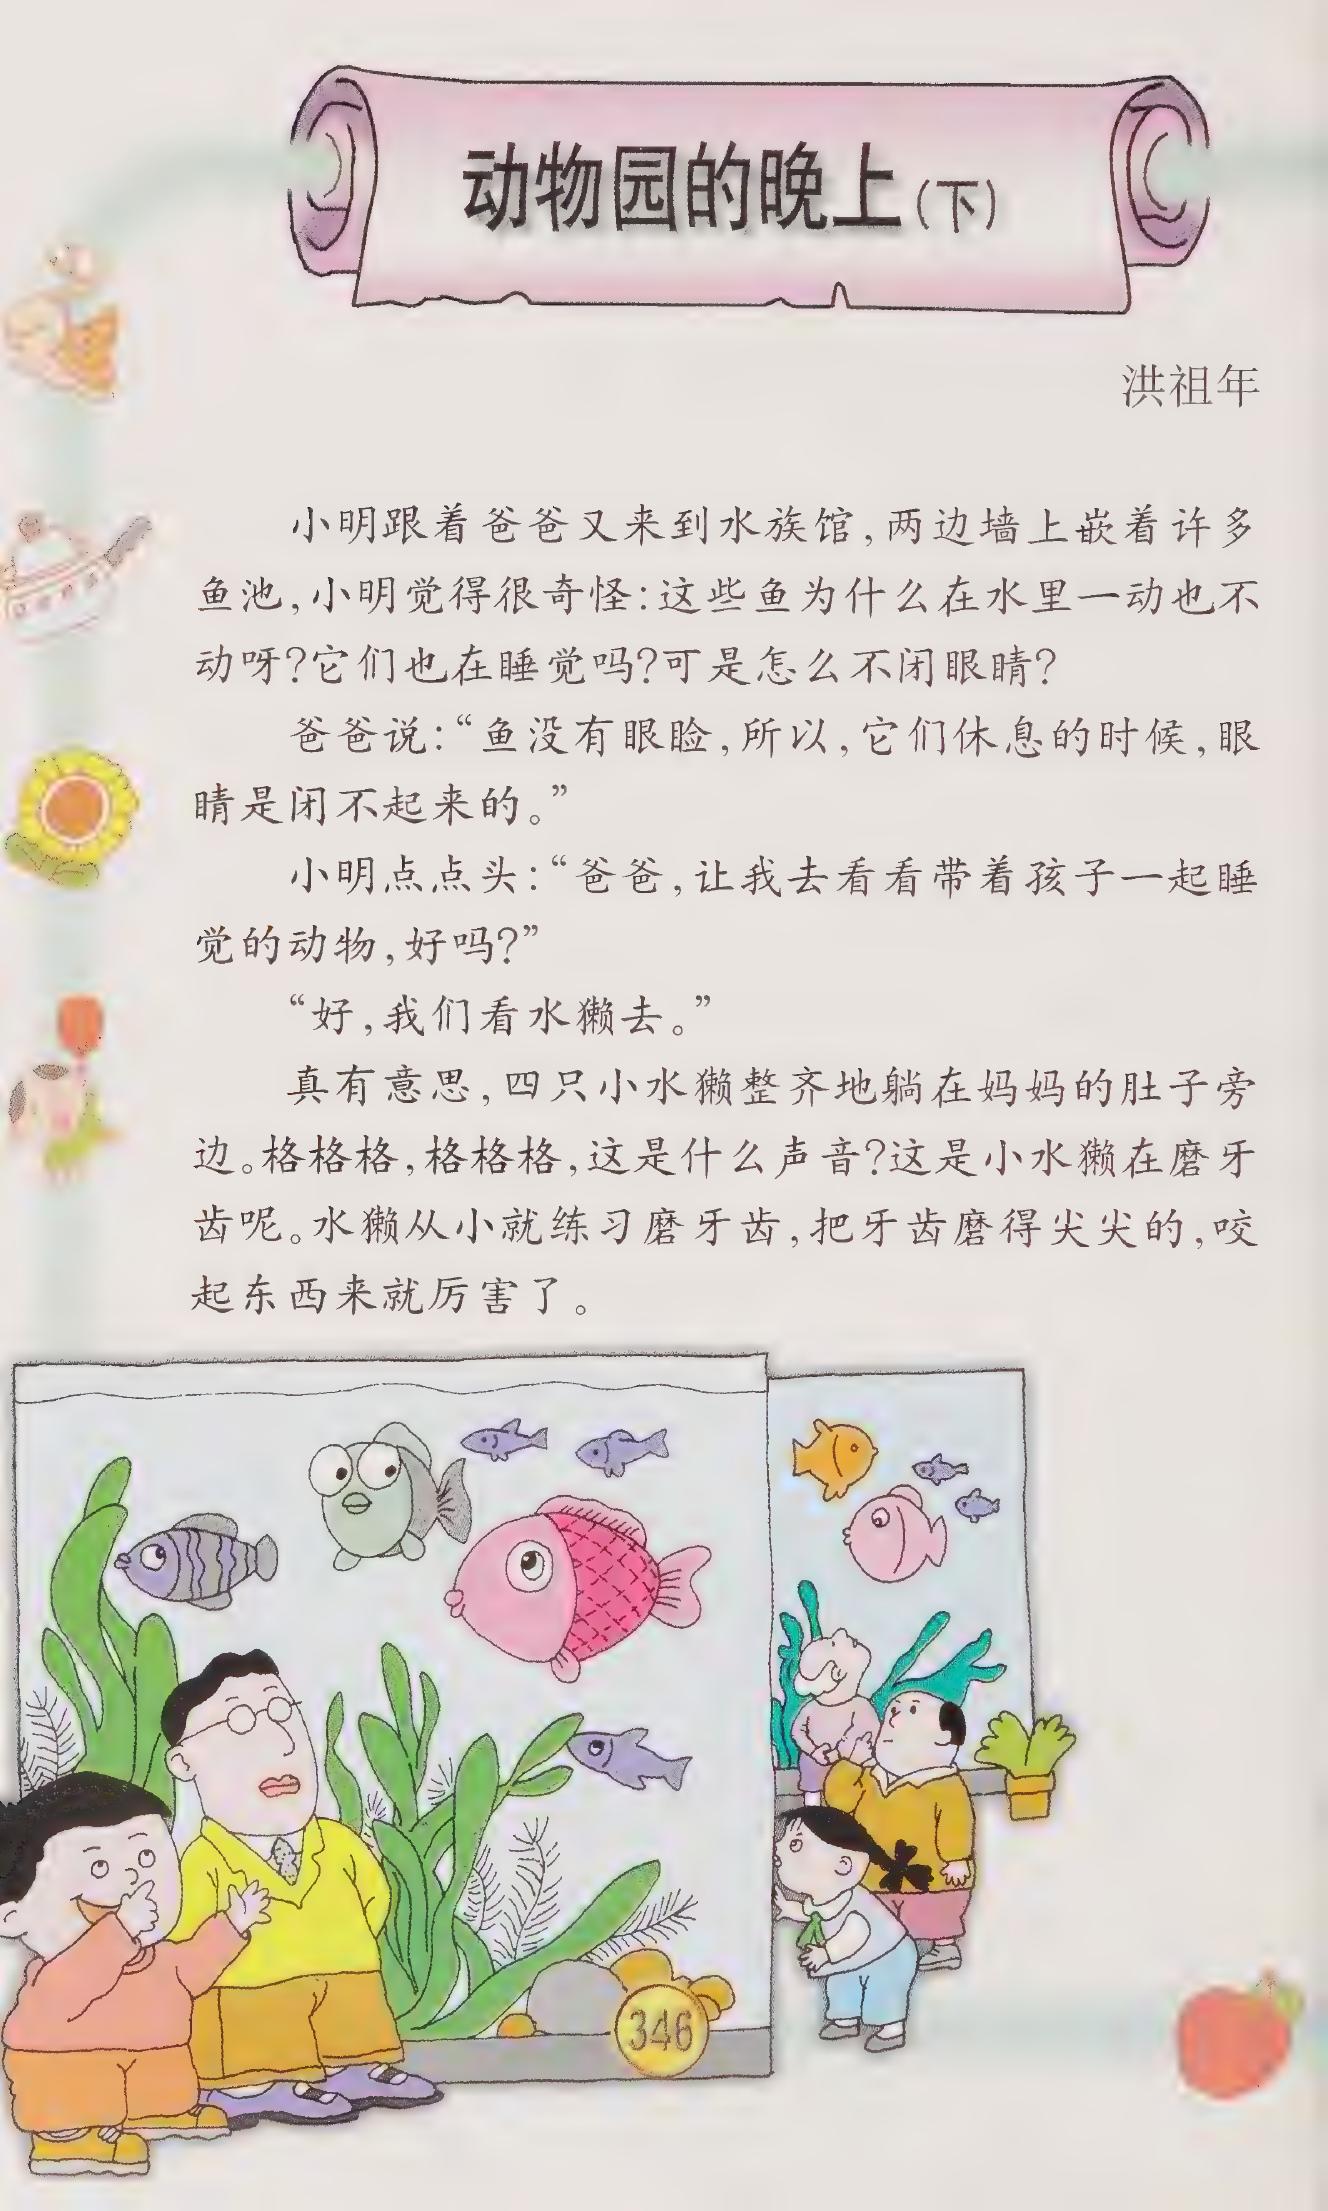 动物园的晚上(下)
洪祖年
小明跟着爸爸又来到水族馆,两边墙上嵌着许多
鱼池,小明觉得很奇怪:这些鱼为什么在水里一动也不
动呀?它们也在睡觉吗?可是怎么不闭眼睛?
爸爸说:“鱼没有眼睑,所以,它们休息的时候,眼
睛是闭不起来的。”
小明点点头:“爸爸,让我去看看带着孩子一起睡
觉的动物,好吗?”
“好,我们看水獭去。”
真有意思,四只小水獭整齐地躺在妈妈的肚子旁
边。格格格,格格格,这是什么声音?这是小水獭在磨牙
齿呢。水獭从小就练习磨牙齿,把牙齿磨得尖尖的,咬
起东西来就厉害了。
346